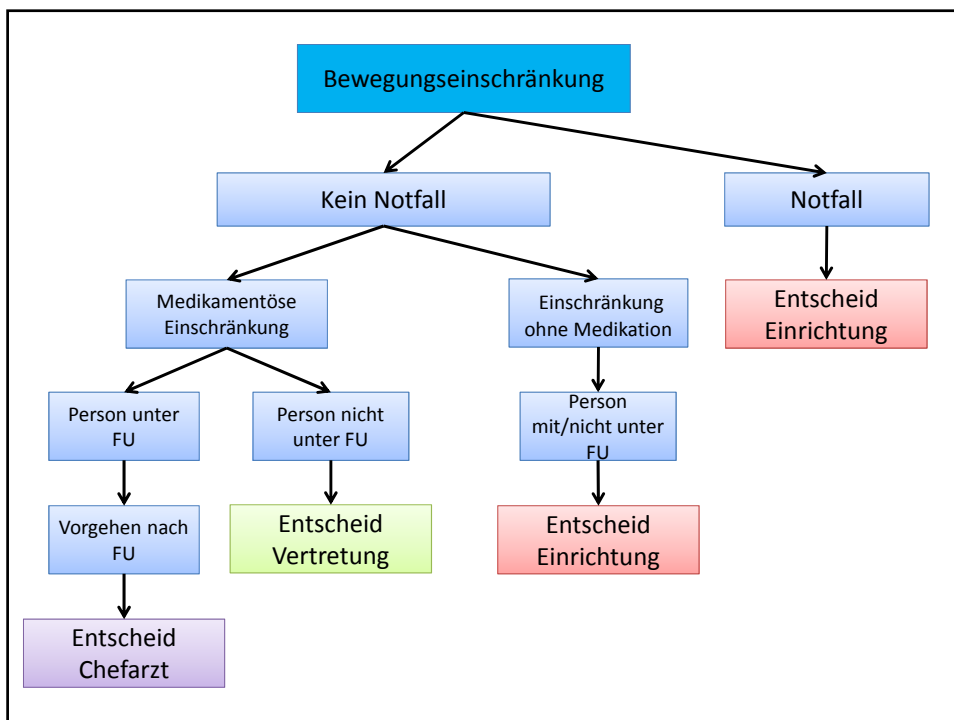 Bewegungseinschränkung
Kein Notfall
Notfall
Medikamentöse
Einschränkung
Einschränkung
ohne Medikation
Entscheid
Einrichtung
Person unter
FU
Person nicht
unter FU
Person
mit/nicht unter
FU
Vorgehen nach
FU
Entscheid
Vertretung
Entscheid
Einrichtung
Entscheid
Chefarzt